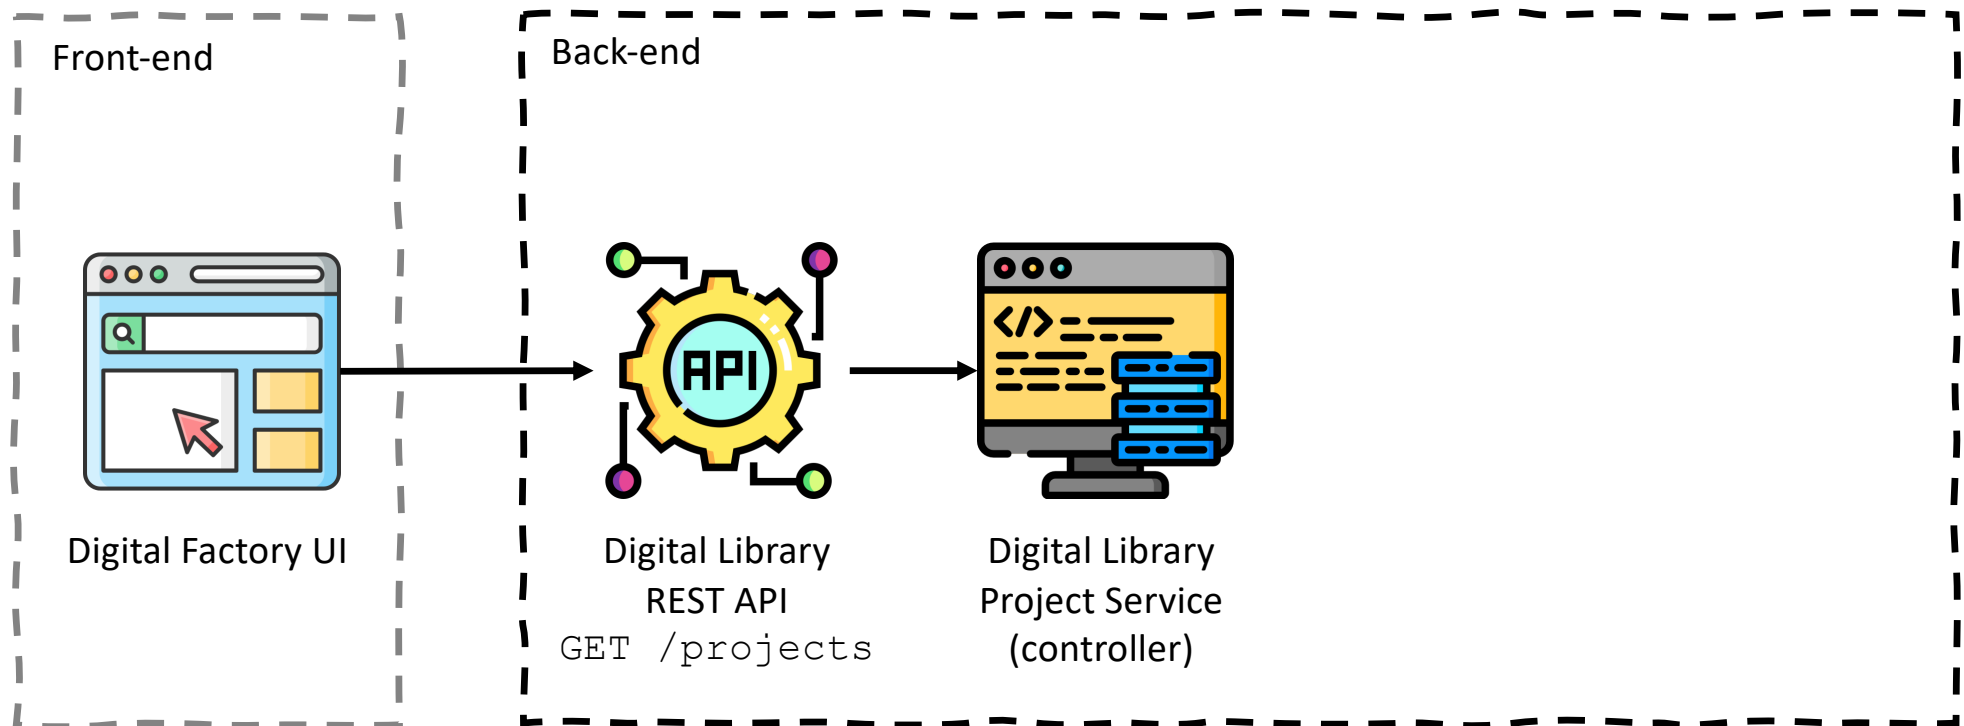 Front-end
Back-end
API
Digital Factory UI
Digital Library
REST API
GET /projects
Digital Library
Project Service
(controller)